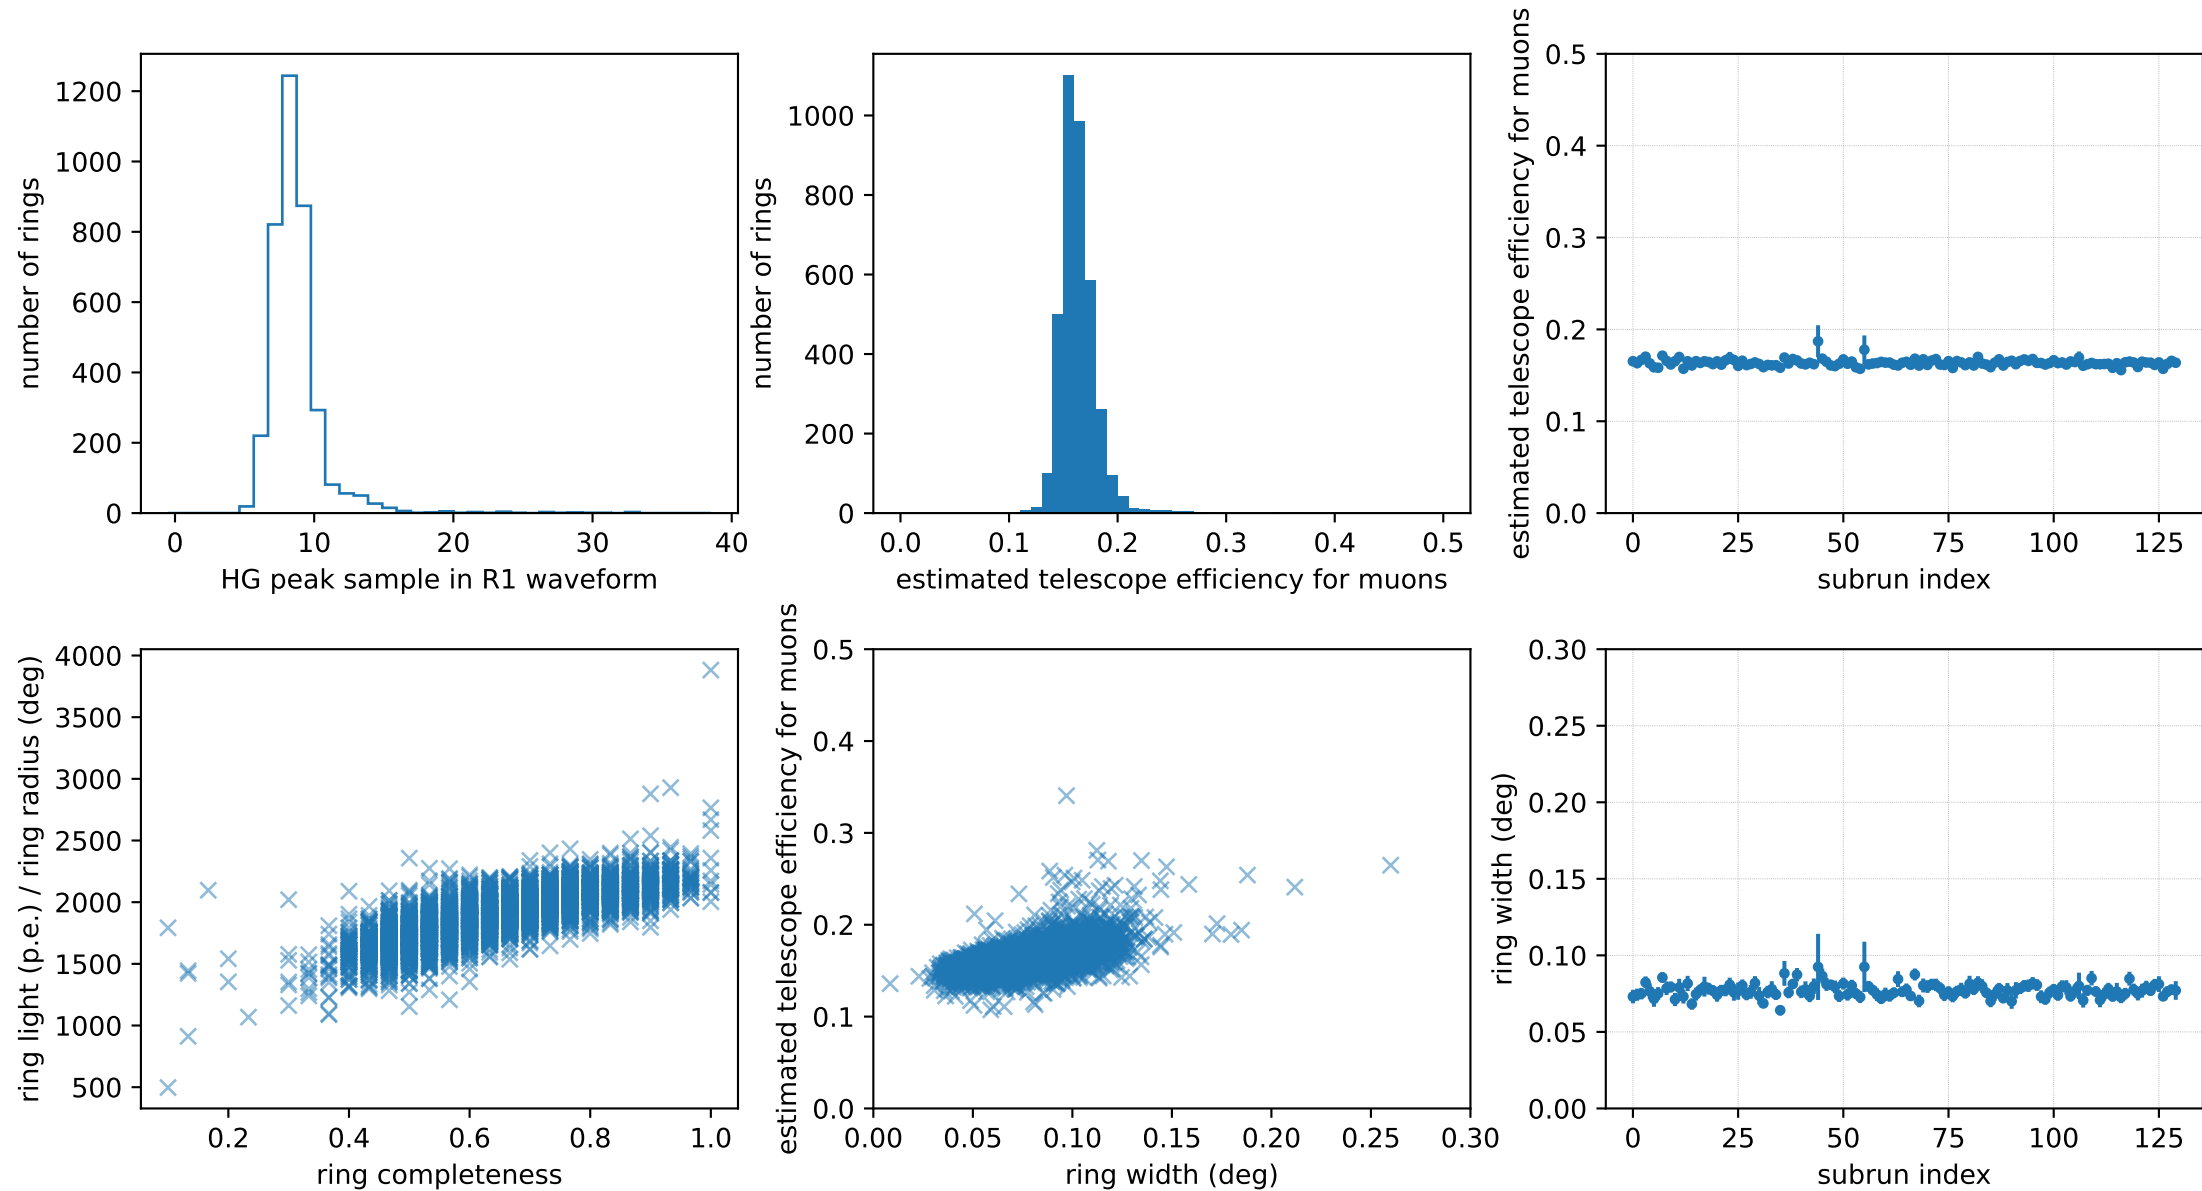 number of rings
1200
1000
800
600
400
200
0
0 10 20 30 40
HG peak sample in R1 waveform
number of rings
1000
800
600
400
200
0
0.0 0.1 0.2 0.3 0.4 0.5
estimated telescope efficiency for muons
estimated telescope efficiency for muons
0.5
0.4
0.3
0.2
0.1
0.0
0 25 50 75 100 125
subrun index
ring light (p.e.) / ring radius (deg)
4000
3500
3000
2500
2000
1500
1000
500
0.2 0.4 0.6 0.8 1.0
ring completeness
estimated telescope efficiency for muons
0.5
0.4
0.3
0.2
0.1
0.0
0.00 0.05 0.10 0.15 0.20 0.25 0.30
ring width (deg)
ring width (deg)
0.30
0.25
0.20
0.15
0.10
0.05
0.00
0 25 50 75 100 125
subrun index